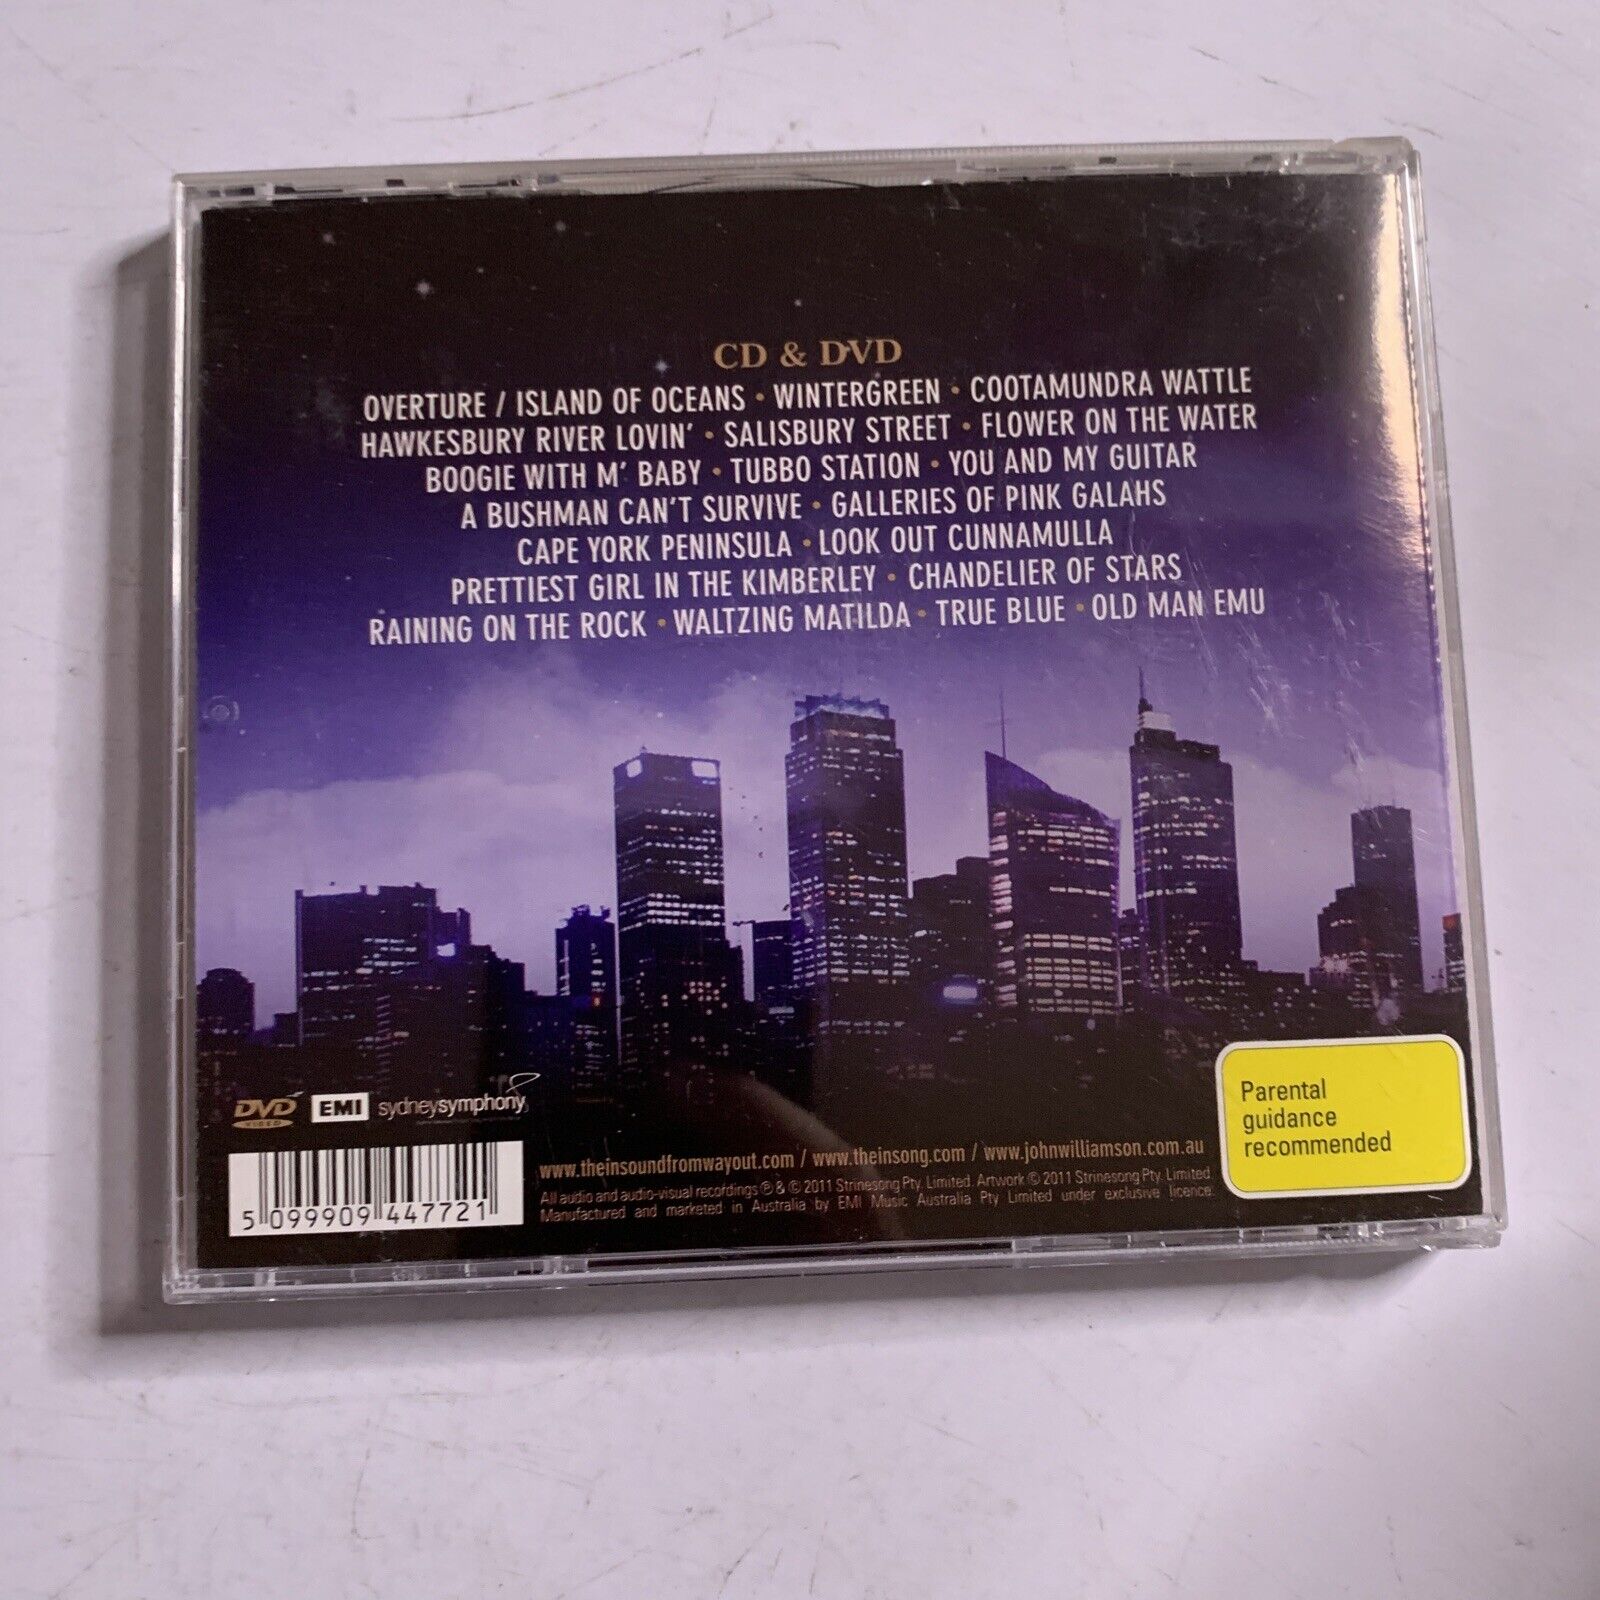 CD & DVD
OVERTURE / ISLAND OF OCEANS • WINTERGREEN • COOTAMUNDRA WATTLE
HAWKESBURY RIVER LOVIN' • SALISBURY STREET • FLOWER ON THE WATER
BOOGIE WITH M' BABY • TUBBO STATION • YOU AND MY GUITAR
A BUSHMAN CAN'T SURVIVE • GALLERIES OF PINK GALAHS
CAPE YORK PENINSULA • LOOK OUT CUNNAMULLA
PRETTIEST GIRL IN THE KIMBERLEY • CHANDELIER OF STARS
RAINING ON THE ROCK • WALTZING MATILDA • TRUE BLUE • OLD MAN EMU
DVD VIDEO EMI sydneysymphony
Parental
guidance
recommended
www.theinsoundfromwayout.com / www.theinsong.com / www.johnwilliamson.com.au
All audio and audio-visual recordings ℗ & © 2011 Strinesong Pty. Limited. Artwork © 2011 Strinesong Pty. Limited.
Manufactured and marketed in Australia by EMI Music Australia Pty Limited under exclusive licence.
5 099909 447721